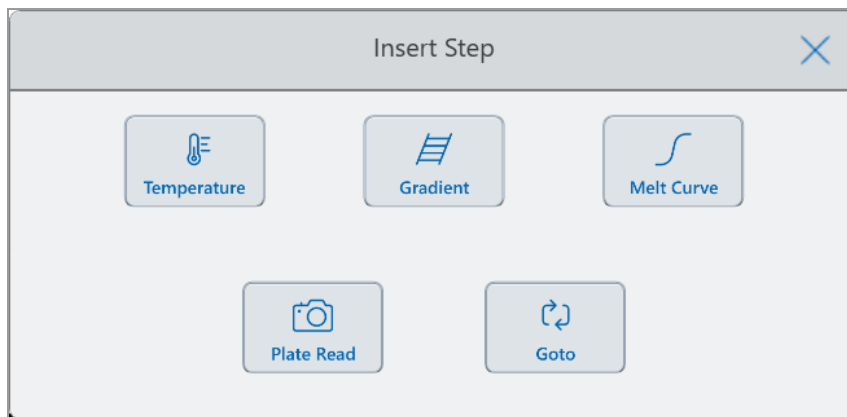 Insert Step
Temperature
Gradient
Melt Curve
Plate Read
Goto